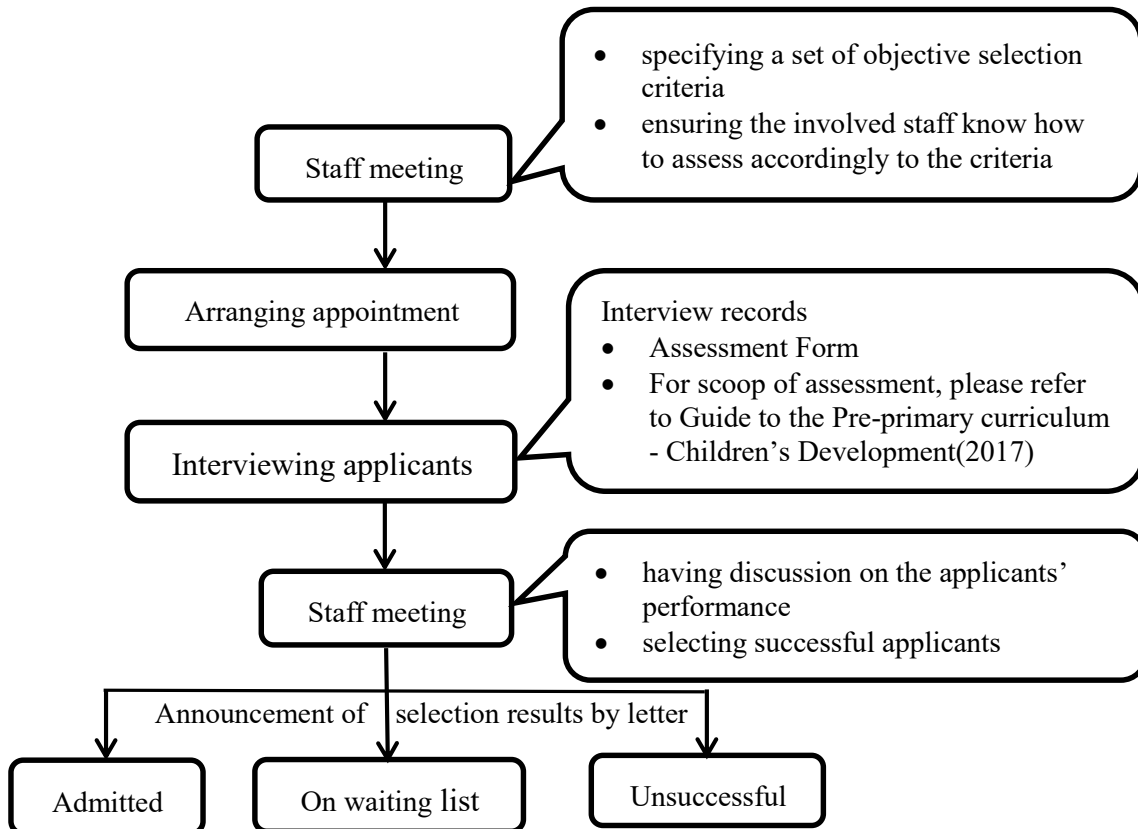 • specifying a set of objective selection
criteria
• ensuring the involved staff know how
to assess accordingly to the criteria
Staff meeting
Arranging appointment
Interview records
• Assessment Form
• For scoop of assessment, please refer
to Guide to the Pre-primary curriculum
- Children’s Development(2017)
Interviewing applicants
• having discussion on the applicants’
performance
• selecting successful applicants
Staff meeting
Announcement of selection results by letter
Admitted
On waiting list
Unsuccessful